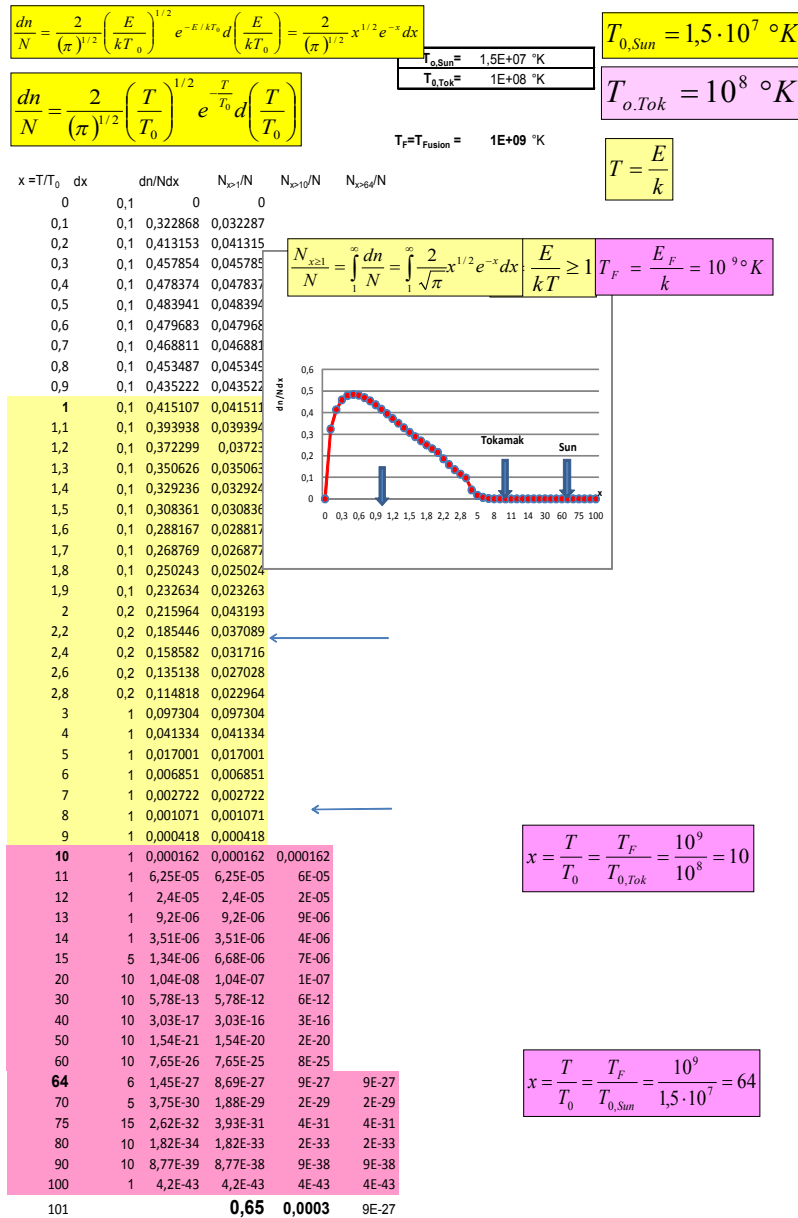 dn/N = 2/(π)^1/2 (E/kT_0)^1/2 e^-E/kT_0 d(E/kT_0) = 2/(π)^1/2 x^1/2 e^-x dx
dn/N = 2/(π)^1/2 (T/T_0)^1/2 e^-T/T_0 d(T/T_0)
T_o,Sun= 1,5E+07 °K
T_0,Tok= 1E+08 °K
T_F=T_Fusion = 1E+09 °K
T_0,Sun = 1,5·10^7 °K
T_o.Tok = 10^8 °K
T = E/k
x =T/T_0 dx dn/Ndx N_x>1/N N_x>10/N N_x>64/N
0 0,1 0 0
0,1 0,1 0,322868 0,032287
0,2 0,1 0,413153 0,041315
0,3 0,1 0,457854 0,045785
0,4 0,1 0,478374 0,047837
0,5 0,1 0,483941 0,048394
0,6 0,1 0,479683 0,047968
0,7 0,1 0,468811 0,046881
0,8 0,1 0,453487 0,045349
0,9 0,1 0,435222 0,043522
1 0,1 0,415107 0,041511
1,1 0,1 0,393938 0,039394
1,2 0,1 0,372299 0,03723
1,3 0,1 0,350626 0,035063
1,4 0,1 0,329236 0,032924
1,5 0,1 0,308361 0,030836
1,6 0,1 0,288167 0,028817
1,7 0,1 0,268769 0,026877
1,8 0,1 0,250243 0,025024
1,9 0,1 0,232634 0,023263
2 0,2 0,215964 0,043193
2,2 0,2 0,185446 0,037089
2,4 0,2 0,158582 0,031716
2,6 0,2 0,135138 0,027028
2,8 0,2 0,114818 0,022964
3 1 0,097304 0,097304
4 1 0,041334 0,041334
5 1 0,017001 0,017001
6 1 0,006851 0,006851
7 1 0,002722 0,002722
8 1 0,001071 0,001071
9 1 0,000418 0,000418
10 1 0,000162 0,000162 0,000162
11 1 6,25E-05 6,25E-05 6E-05
12 1 2,4E-05 2,4E-05 2E-05
13 1 9,2E-06 9,2E-06 9E-06
14 1 3,51E-06 3,51E-06 4E-06
15 5 1,34E-06 6,68E-06 7E-06
20 10 1,04E-08 1,04E-07 1E-07
30 10 5,78E-13 5,78E-12 6E-12
40 10 3,03E-17 3,03E-16 3E-16
50 10 1,54E-21 1,54E-20 2E-20
60 10 7,65E-26 7,65E-25 8E-25
64 6 1,45E-27 8,69E-27 9E-27 9E-27
70 5 3,75E-30 1,88E-29 2E-29 2E-29
75 15 2,62E-32 3,93E-31 4E-31 4E-31
80 10 1,82E-34 1,82E-33 2E-33 2E-33
90 10 8,77E-39 8,77E-38 9E-38 9E-38
100 1 4,2E-43 4,2E-43 4E-43 4E-43
101 0,65 0,0003 9E-27
N_x≥1/N = ∫_1^∞ dn/N = ∫_1^∞ 2/√π x^1/2 e^-x dx
E/kT ≥ 1
T_F = E_F/k = 10^9 °K
dn/Ndx
0,6
0,5
0,4
0,3
0,2
0,1
0
Tokamak
Sun
x
0 0,3 0,6 0,9 1,2 1,5 1,8 2,2 2,8 5 8 11 14 30 60 75 100
x = T/T_0 = T_F/T_0,Tok = 10^9/10^8 = 10
x = T/T_0 = T_F/T_0,Sun = 10^9/1,5·10^7 = 64